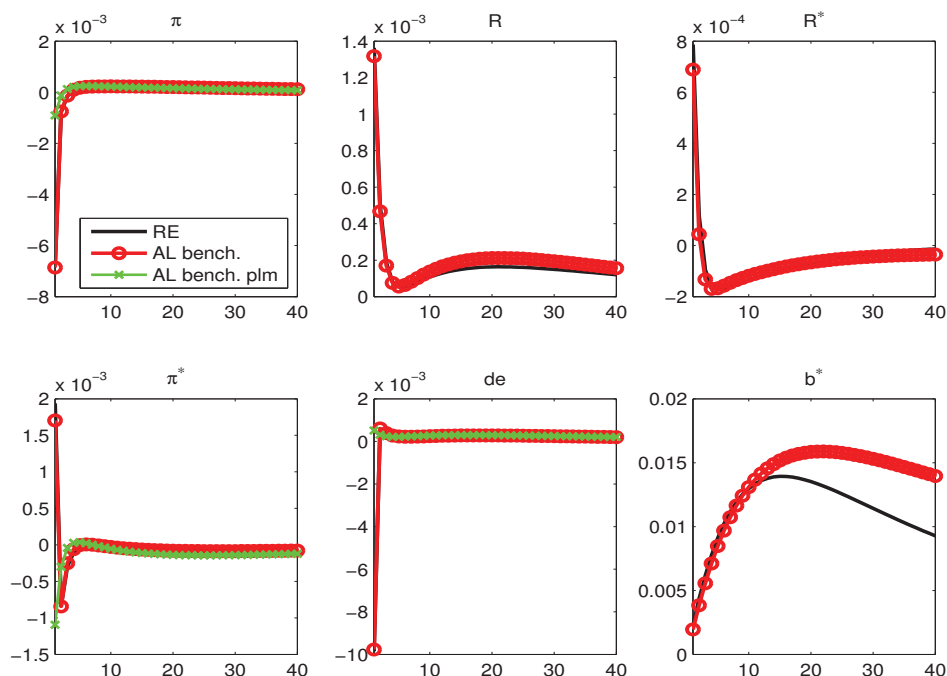 π
x 10⁻³
2
0
−2
−4
−6
−8
10 20 30 40
RE
AL bench.
AL bench. plm
R
x 10⁻³
1.4
1.2
1
0.8
0.6
0.4
0.2
0
10 20 30 40
R*
x 10⁻⁴
8
6
4
2
0
−2
10 20 30 40
π*
x 10⁻³
2
1.5
1
0.5
0
−0.5
−1
−1.5
10 20 30 40
de
x 10⁻³
2
0
−2
−4
−6
−8
−10
10 20 30 40
b*
0.02
0.015
0.01
0.005
0
10 20 30 40